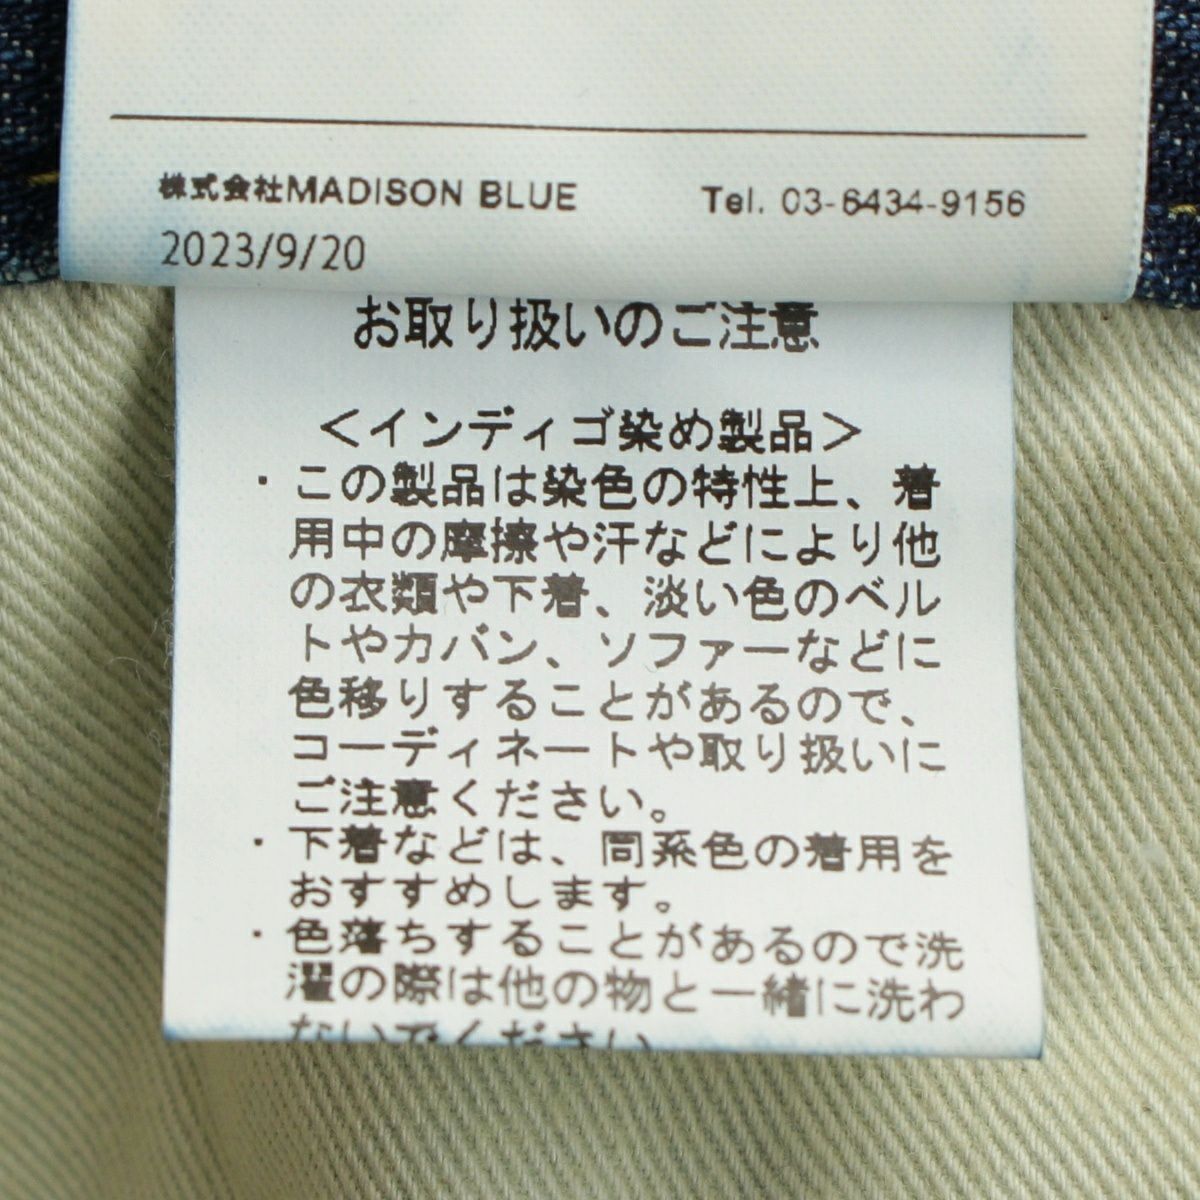 株式会社MADISON BLUE Tel. 03-6434-9156
2023/9/20
お取り扱いのご注意
＜インディゴ染め製品＞
・この製品は染色の特性上、着
用中の摩擦や汗などにより他
の衣類や下着、淡い色のベル
トやカバン、ソファーなどに
色移りすることがあるので、
コーディネートや取り扱いに
ご注意ください。
・下着などは、同系色の着用を
おすすめします。
・色落ちすることがあるので洗
濯の際は他の物と一緒に洗わ
ないでください。